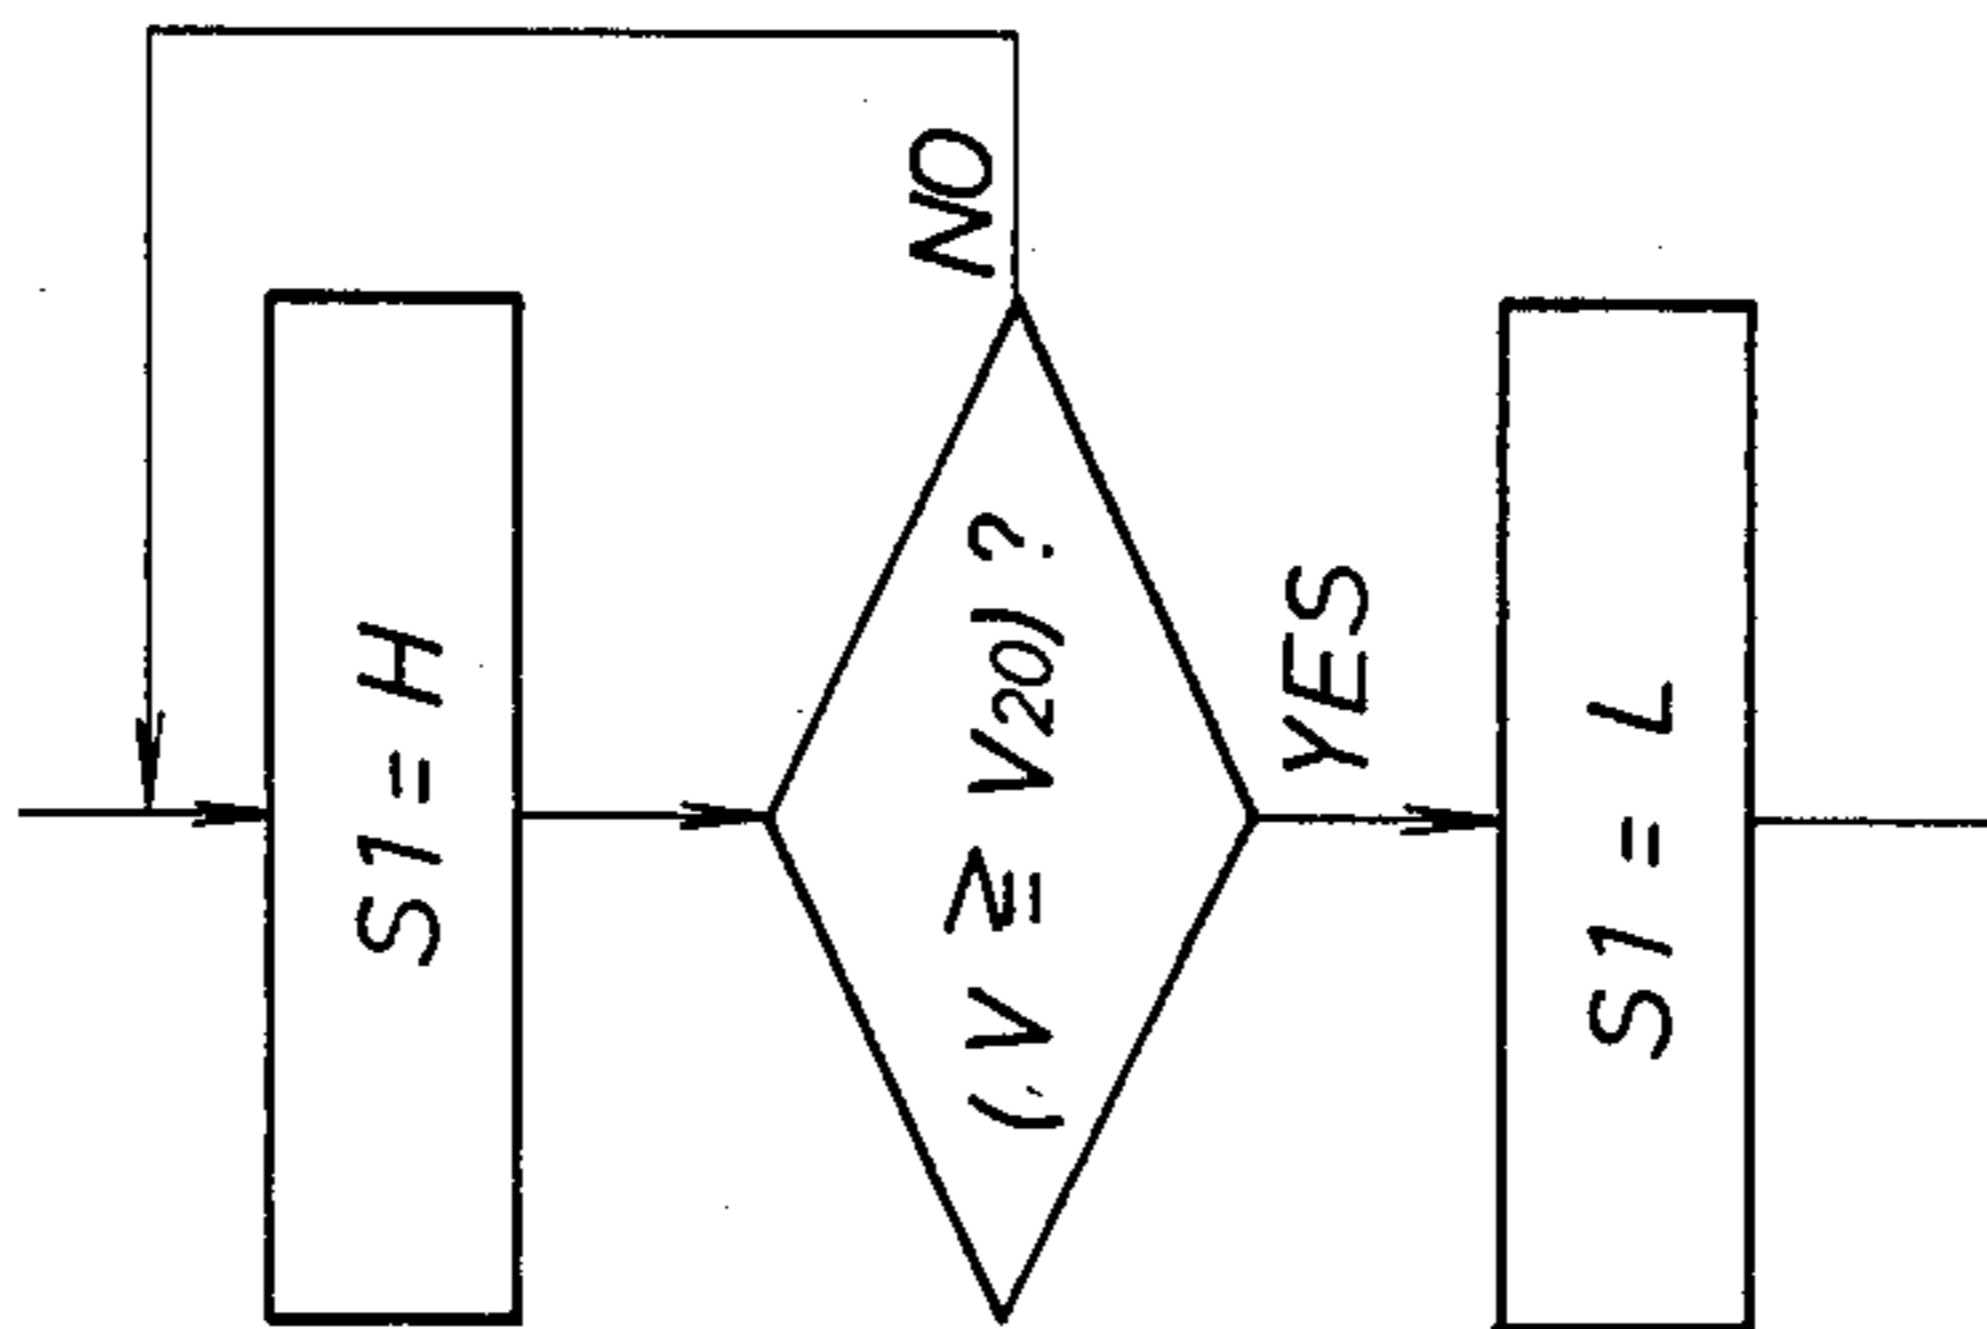 S1 = H
(V ≧ V20) ?
NO
YES
S1 = L